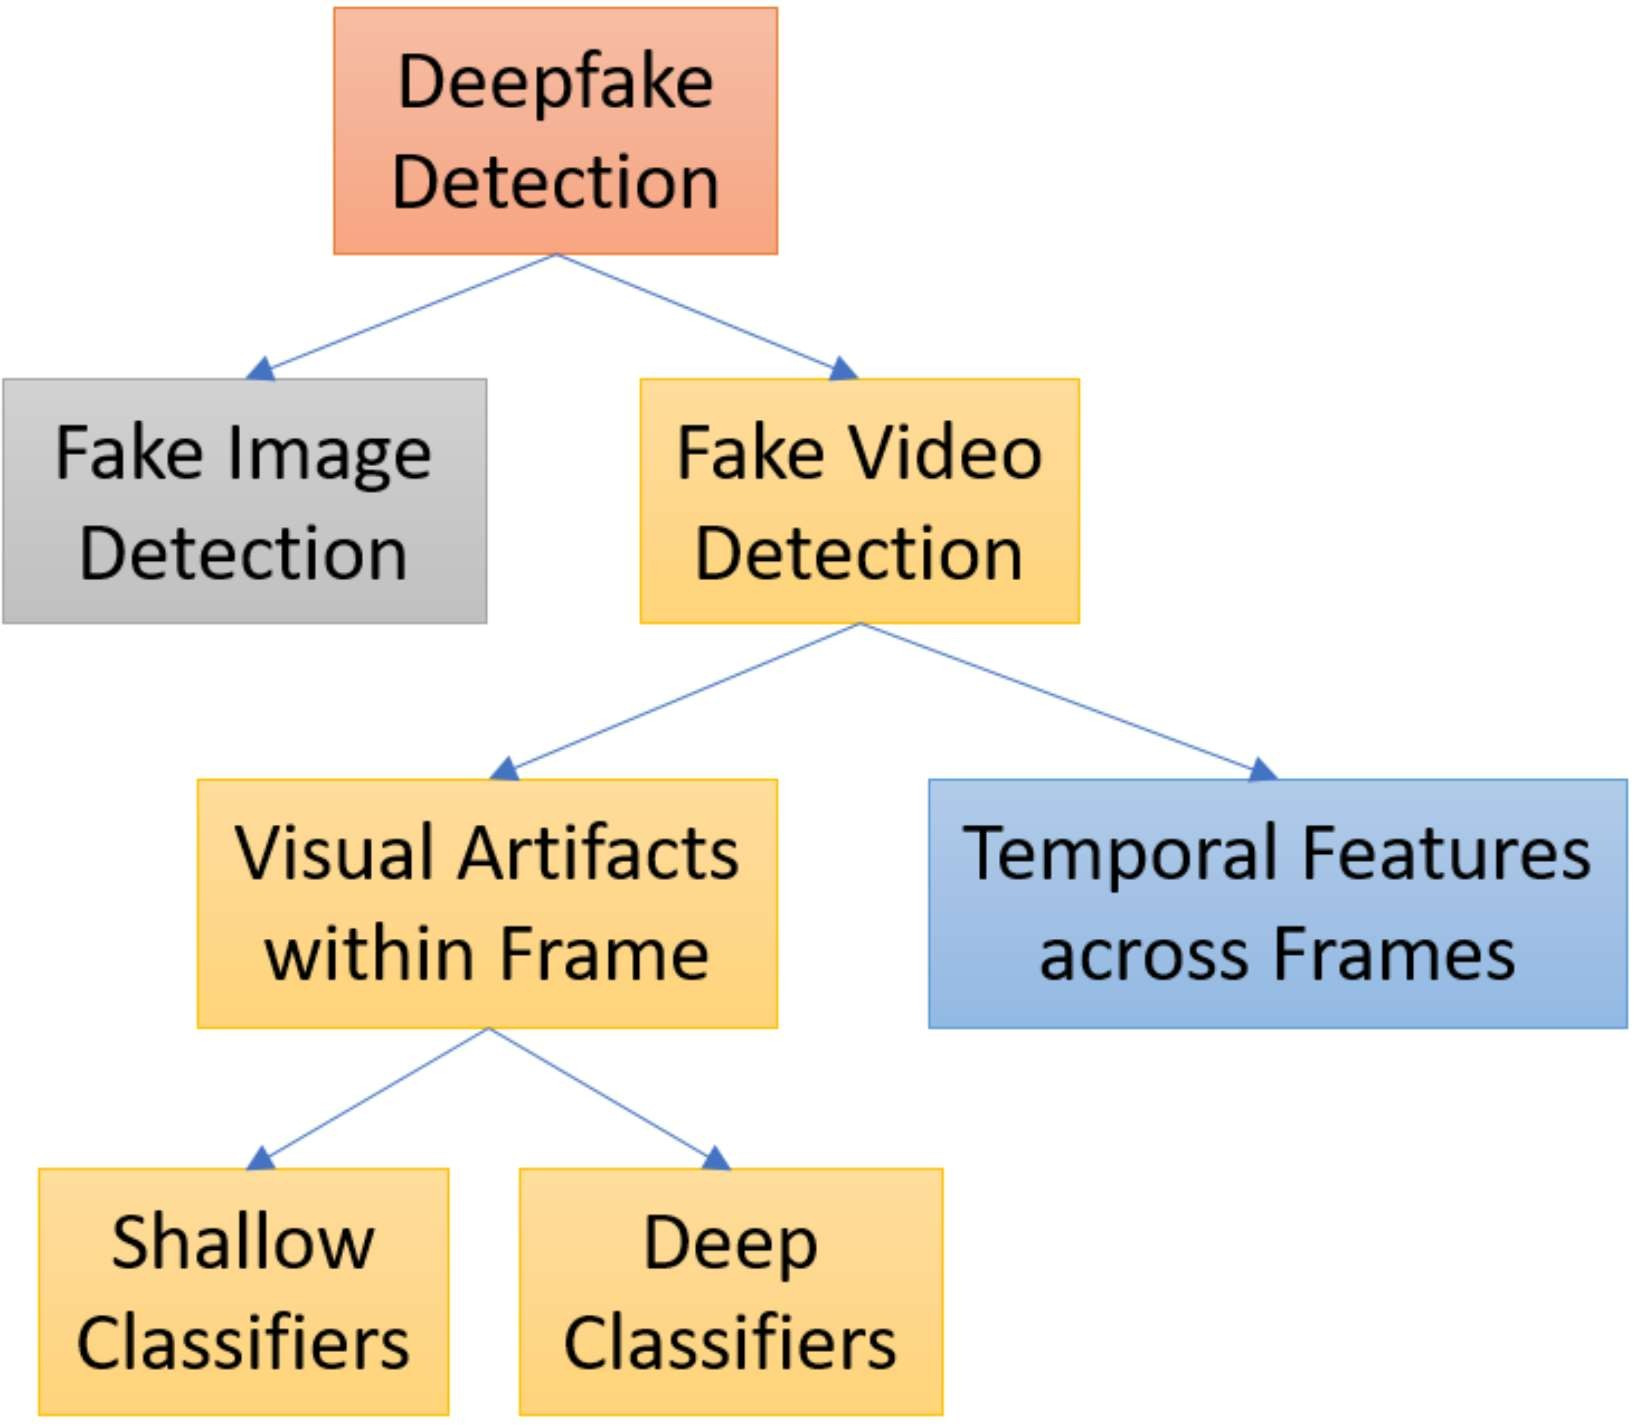 Deepfake
Detection
Fake Image
Detection
Fake Video
Detection
Visual Artifacts
within Frame
Temporal Features
across Frames
Shallow
Classifiers
Deep
Classifiers